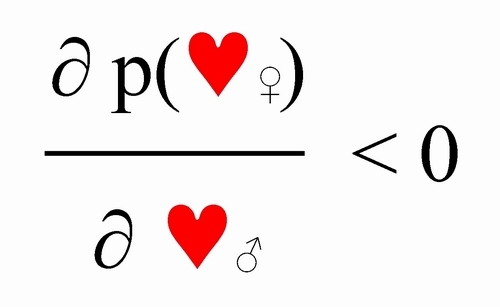 ∂ p(♥♀)
< 0
∂ ♥♂